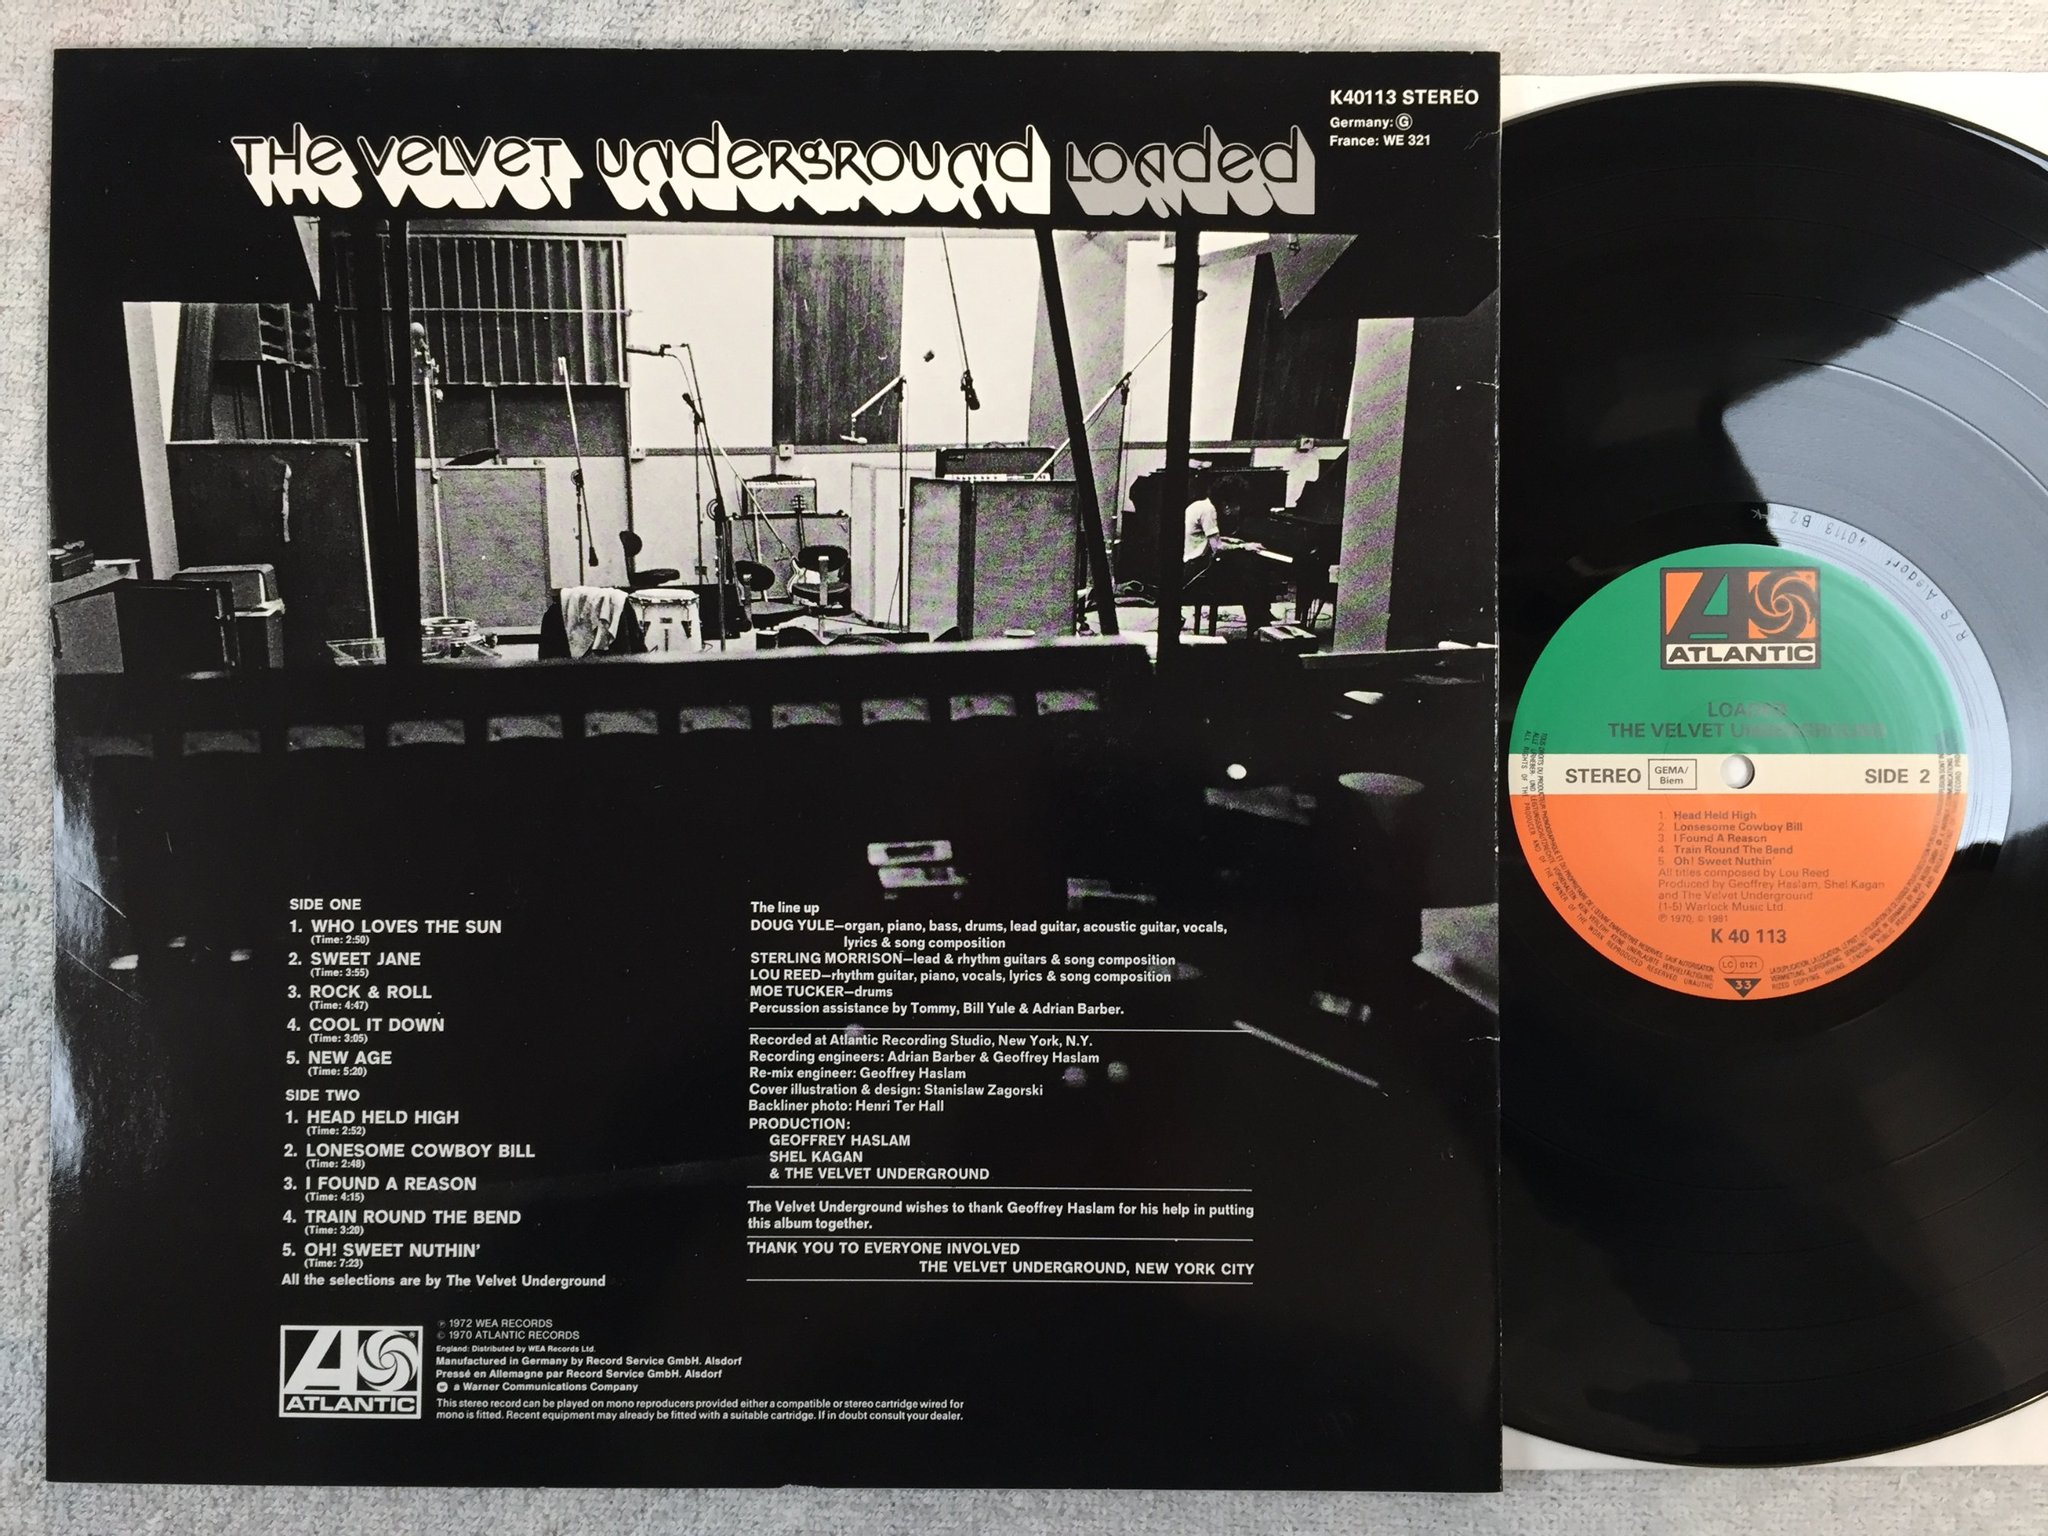 THE VELVET UNDERGROUND LOADED
K40113 STEREO
Germany: G
France: WE 321
SIDE ONE
1. WHO LOVES THE SUN
(Time: 2:50)
2. SWEET JANE
(Time: 3:55)
3. ROCK & ROLL
(Time: 4:47)
4. COOL IT DOWN
(Time: 3:05)
5. NEW AGE
(Time: 5:20)
SIDE TWO
1. HEAD HELD HIGH
(Time: 2:52)
2. LONESOME COWBOY BILL
(Time: 2:48)
3. I FOUND A REASON
(Time: 4:15)
4. TRAIN ROUND THE BEND
(Time: 3:20)
5. OH! SWEET NUTHIN'
(Time: 7:23)
All the selections are by The Velvet Underground
The line up
DOUG YULE—organ, piano, bass, drums, lead guitar, acoustic guitar, vocals,
lyrics & song composition
STERLING MORRISON—lead & rhythm guitars & song composition
LOU REED—rhythm guitar, piano, vocals, lyrics & song composition
MOE TUCKER—drums
Percussion assistance by Tommy, Bill Yule & Adrian Barber.
Recorded at Atlantic Recording Studio, New York, N.Y.
Recording engineers: Adrian Barber & Geoffrey Haslam
Re-mix engineer: Geoffrey Haslam
Cover illustration & design: Stanislaw Zagorski
Backliner photo: Henri Ter Hall
PRODUCTION:
GEOFFREY HASLAM
SHEL KAGAN
& THE VELVET UNDERGROUND
The Velvet Underground wishes to thank Geoffrey Haslam for his help in putting
this album together.
THANK YOU TO EVERYONE INVOLVED
THE VELVET UNDERGROUND, NEW YORK CITY
ATLANTIC
℗ 1972 WEA RECORDS
© 1970 ATLANTIC RECORDS
England: Distributed by WEA Records Ltd.
Manufactured in Germany by Record Service GmbH. Alsdorf
Pressé en Allemagne par Record Service GmbH. Alsdorf
a Warner Communications Company
This stereo record can be played on mono reproducers provided either a compatible or stereo cartridge wired for
mono is fitted. Recent equipment may already be fitted with a suitable cartridge. If in doubt consult your dealer.
R/S Alsdorf 40113 B2
ATLANTIC
LOADED
THE VELVET UNDERGROUND
STEREO
GEMA/
Biem
SIDE 2
1. Head Held High
2. Lonsesome Cowboy Bill
3. I Found A Reason
4. Train Round The Bend
5. Oh! Sweet Nuthin'
All titles composed by Lou Reed
Produced by Geoffrey Haslam, Shel Kagan
and The Velvet Underground
(1-5) Warlock Music Ltd.
℗ 1970; © 1981
K 40 113
LC 0121
33